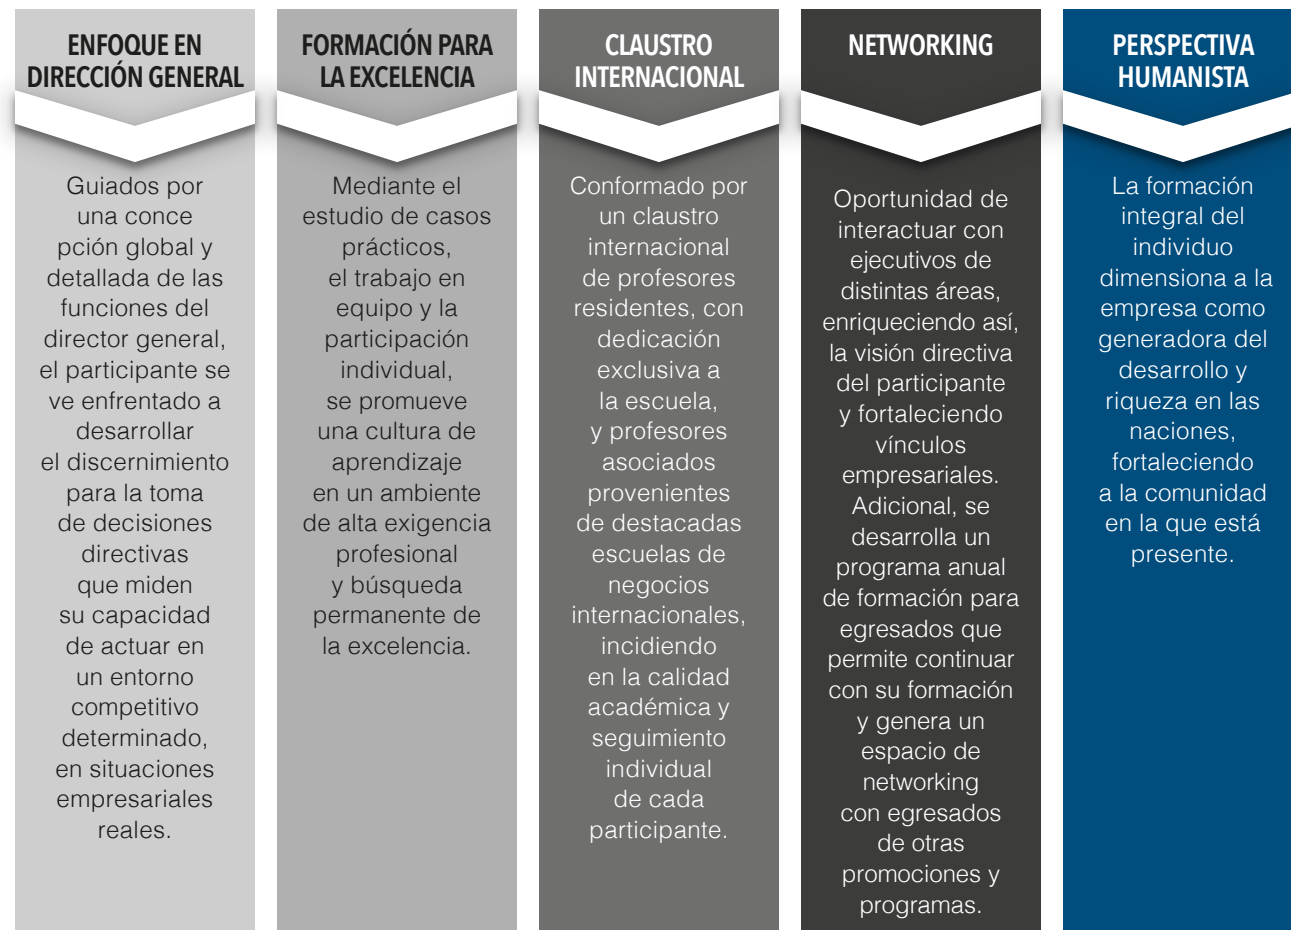 ENFOQUE EN
DIRECCIÓN GENERAL
Guiados por
una conce
pción global y
detallada de las
funciones del
director general,
el participante se
ve enfrentado a
desarrollar
el discernimiento
para la toma
de decisiones
directivas
que miden
su capacidad
de actuar en
un entorno
competitivo
determinado,
en situaciones
empresariales
reales.
FORMACIÓN PARA
LA EXCELENCIA
Mediante el
estudio de casos
prácticos,
el trabajo en
equipo y la
participación
individual,
se promueve
una cultura de
aprendizaje
en un ambiente
de alta exigencia
profesional
y búsqueda
permanente de
la excelencia.
CLAUSTRO
INTERNACIONAL
Conformado por
un claustro
internacional
de profesores
residentes, con
dedicación
exclusiva a
la escuela,
y profesores
asociados
provenientes
de destacadas
escuelas de
negocios
internacionales,
incidiendo
en la calidad
académica y
seguimiento
individual
de cada
participante.
NETWORKING
Oportunidad de
interactuar con
ejecutivos de
distintas áreas,
enriqueciendo así,
la visión directiva
del participante
y fortaleciendo
vínculos
empresariales.
Adicional, se
desarrolla un
programa anual
de formación para
egresados que
permite continuar
con su formación
y genera un
espacio de
networking
con egresados
de otras
promociones y
programas.
PERSPECTIVA
HUMANISTA
La formación
integral del
individuo
dimensiona a la
empresa como
generadora del
desarrollo y
riqueza en las
naciones,
fortaleciendo
a la comunidad
en la que está
presente.